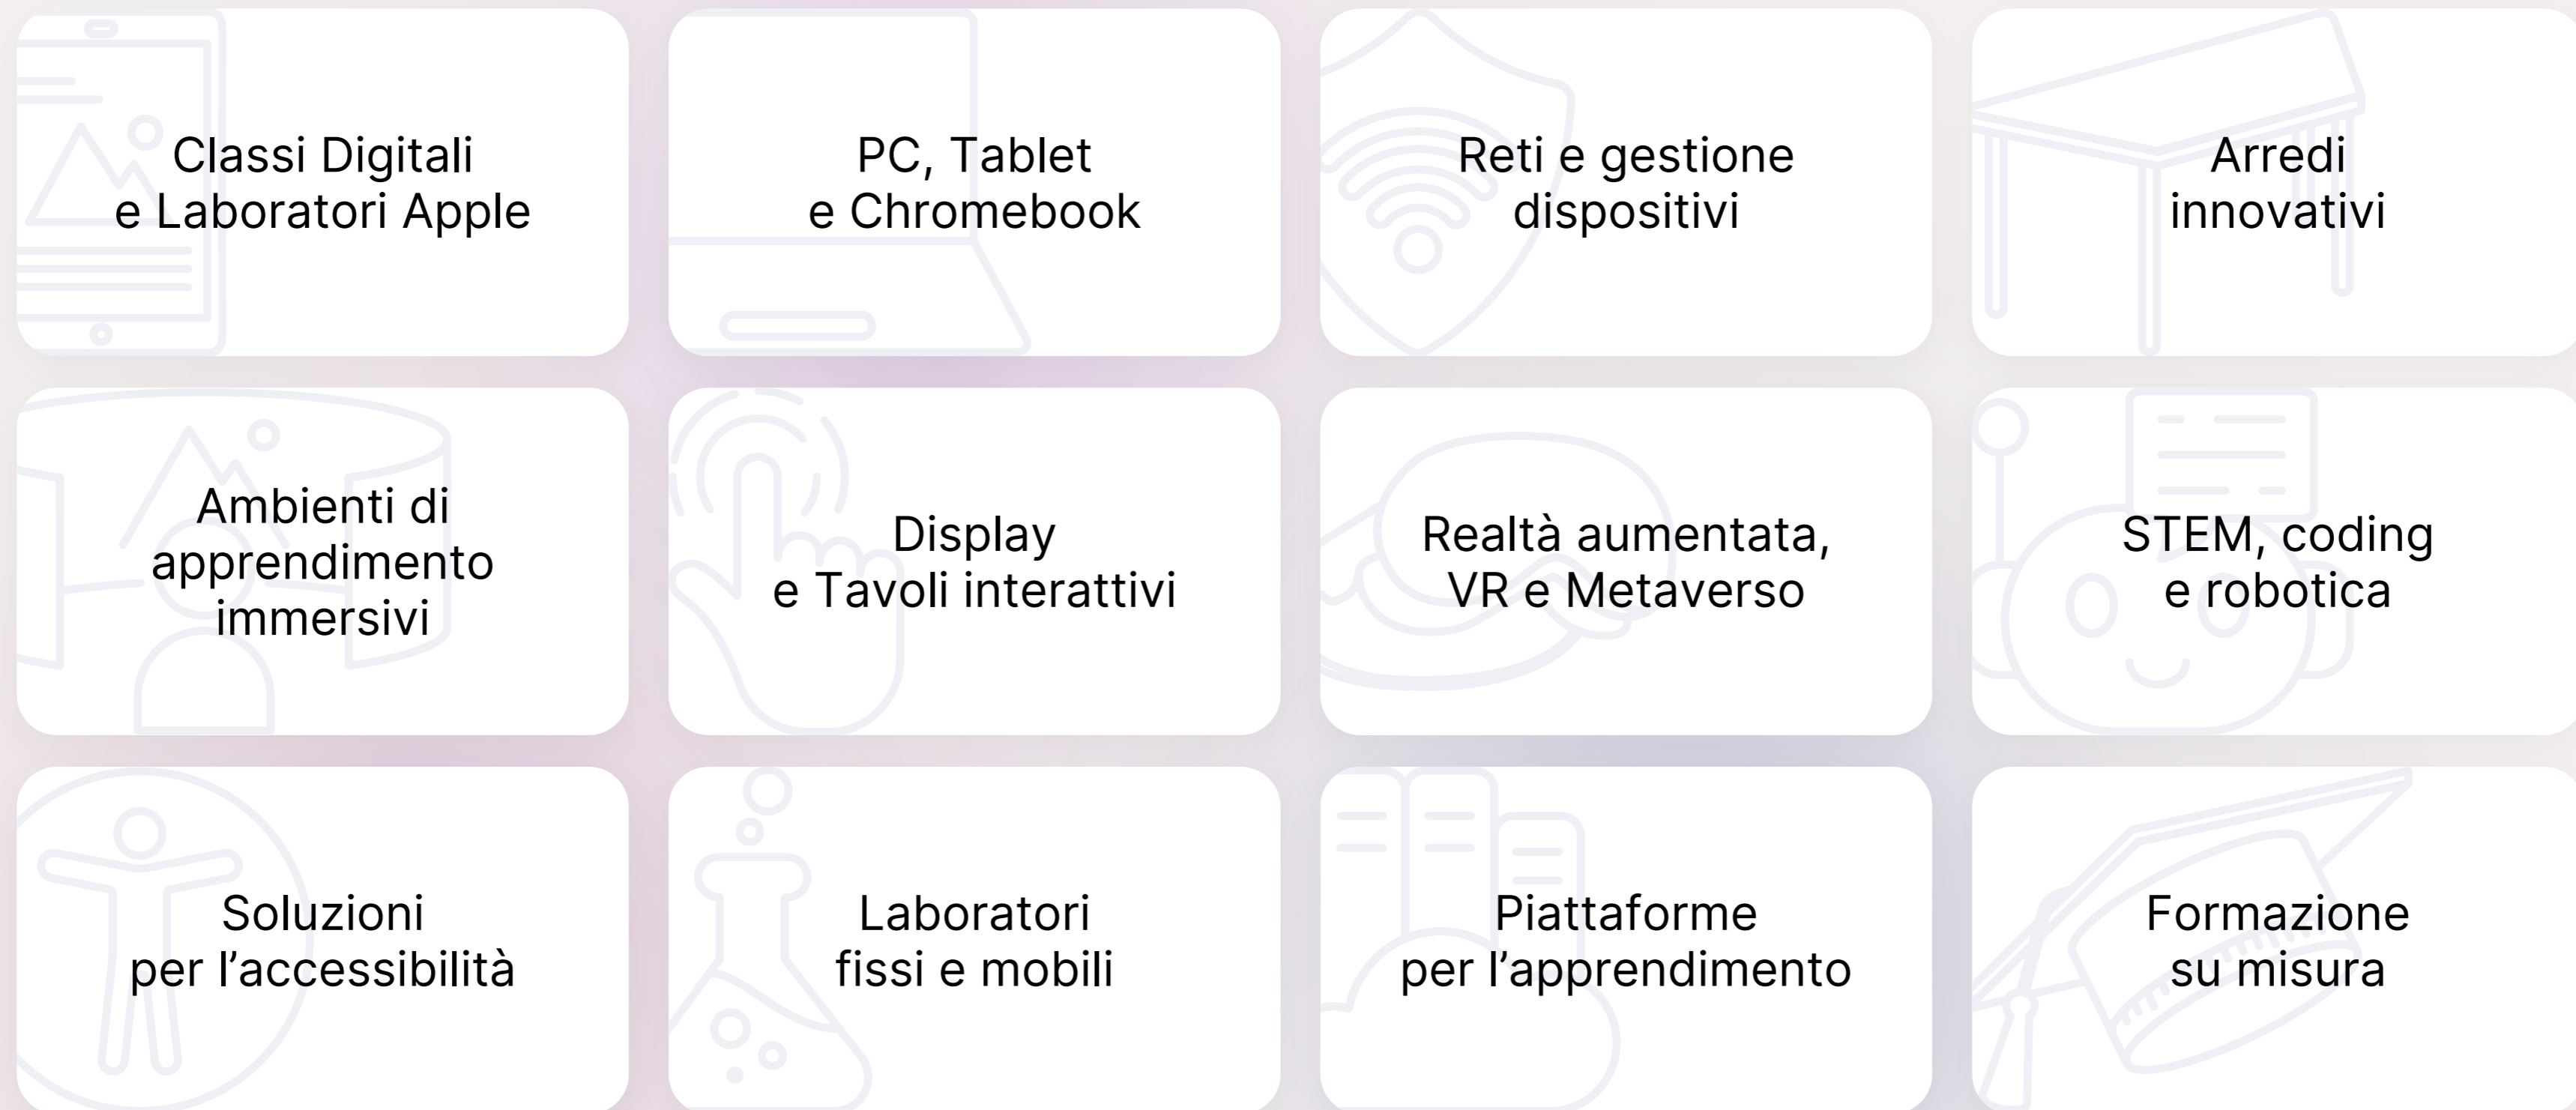 Classi Digitali
e Laboratori Apple
PC, Tablet
e Chromebook
Reti e gestione
dispositivi
Arredi
innovativi
Ambienti di
apprendimento
immersivi
Display
e Tavoli interattivi
Realtà aumentata,
VR e Metaverso
STEM, coding
e robotica
Soluzioni
per l’accessibilità
Laboratori
fissi e mobili
Piattaforme
per l’apprendimento
Formazione
su misura